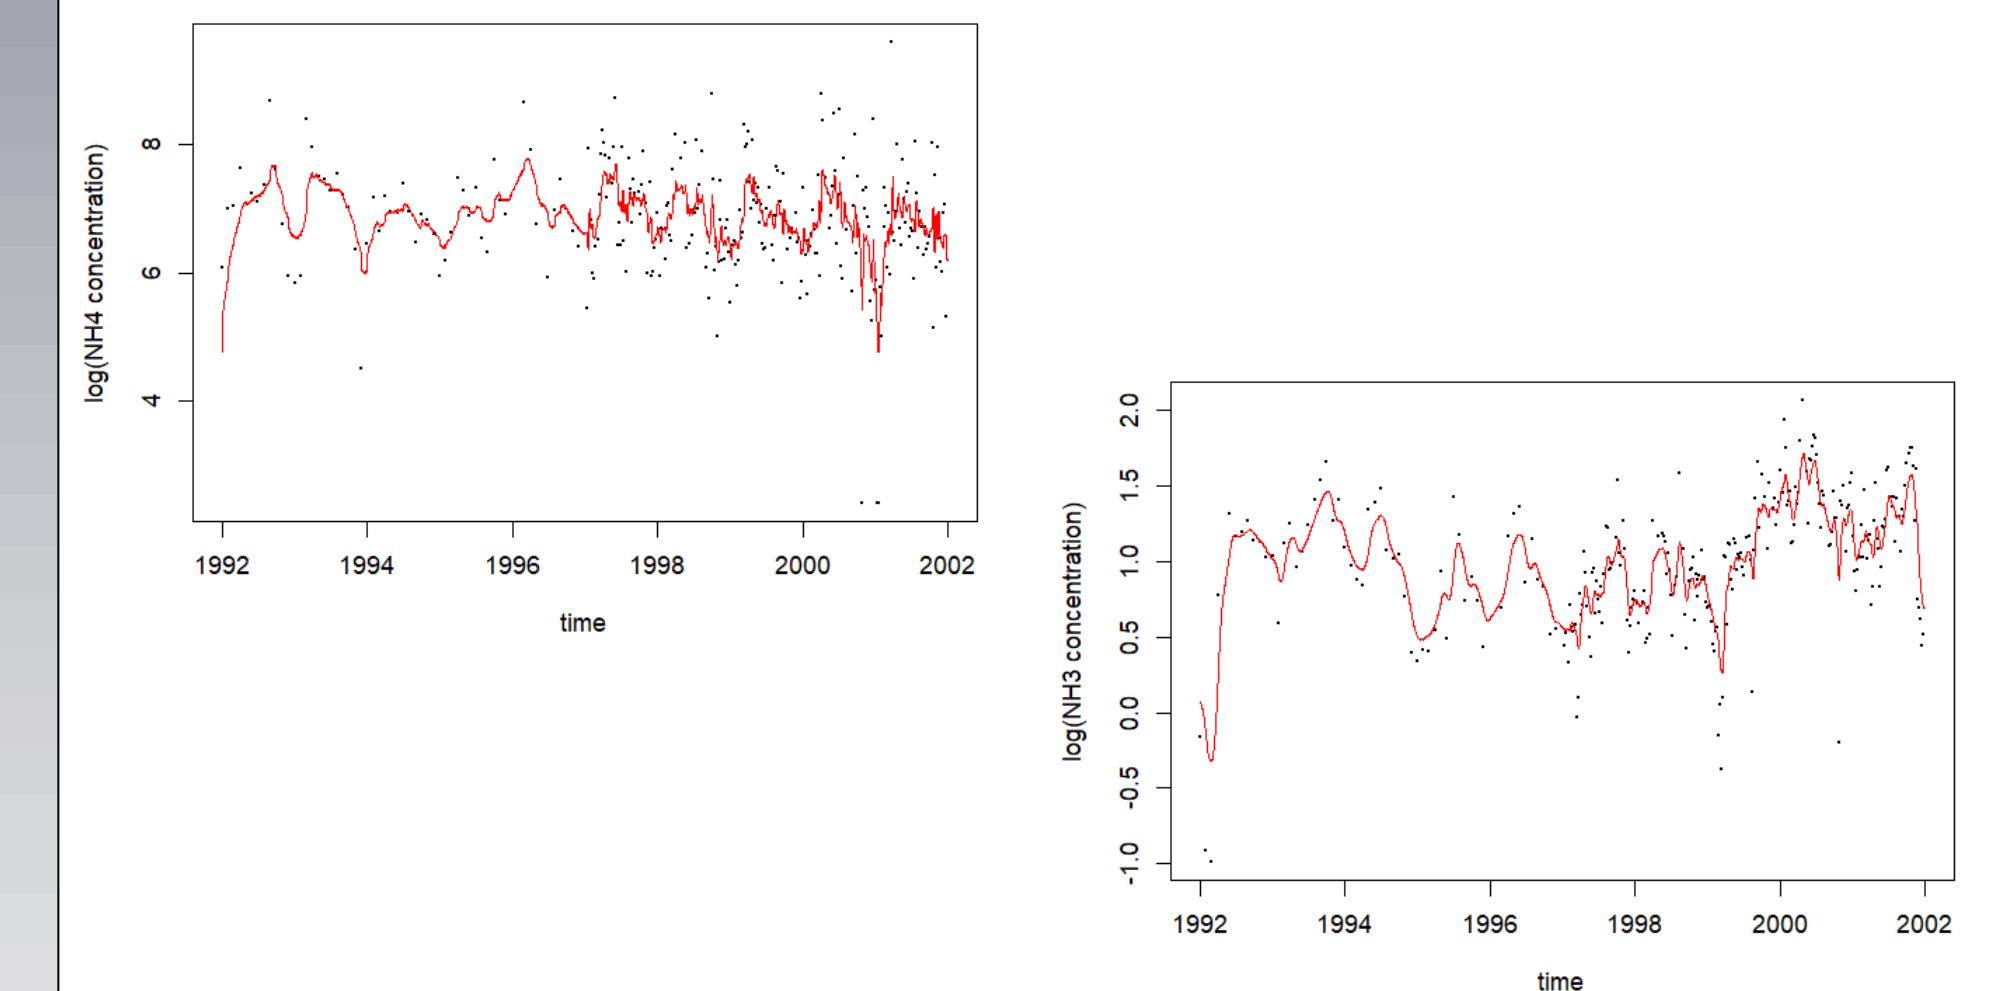 log(NH4 concentration)
8
6
4
1992 1994 1996 1998 2000 2002
time
log(NH3 concentration)
2.0
1.5
1.0
0.5
0.0
-0.5
-1.0
1992 1994 1996 1998 2000 2002
time